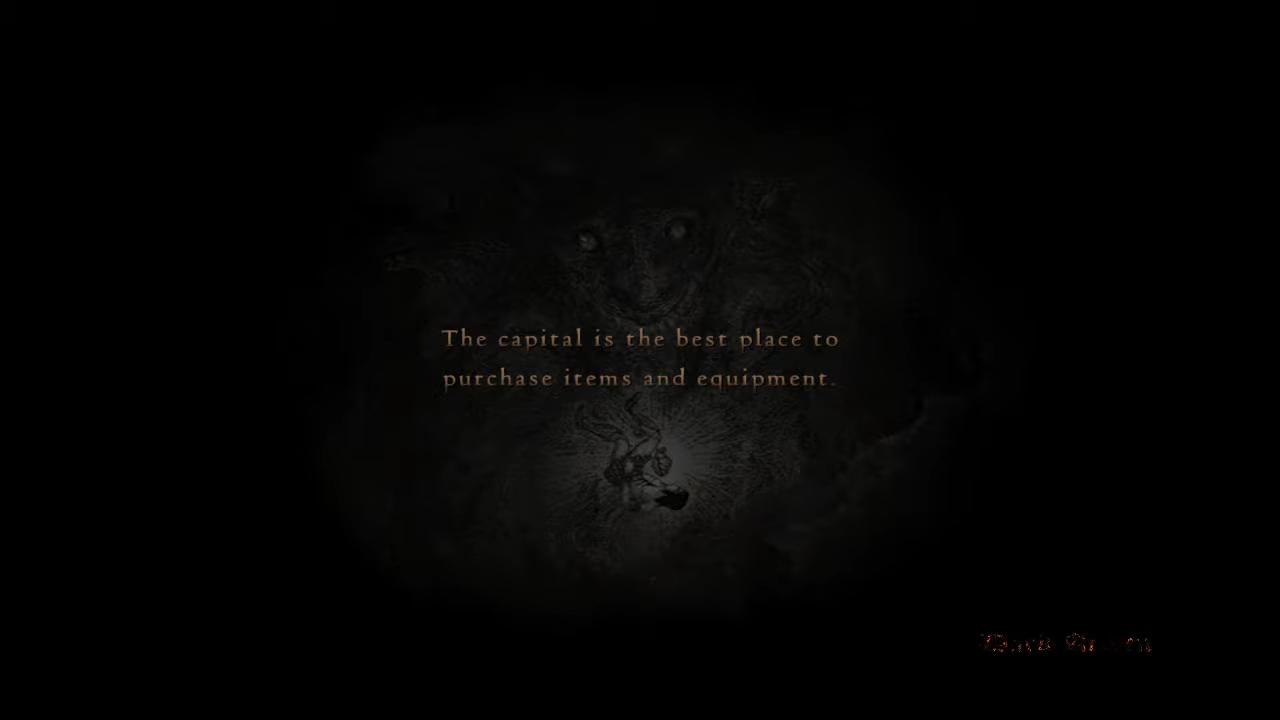 The capital is the best place to
purchase items and equipment.